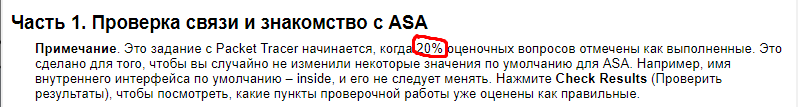 Часть 1. Проверка связи и знакомство с ASA
Примечание. Это задание с Packet Tracer начинается, когда 20% оценочных вопросов отмечены как выполненные. Это
сделано для того, чтобы вы случайно не изменили некоторые значения по умолчанию для ASA. Например, имя
внутреннего интерфейса по умолчанию – inside, и его не следует менять. Нажмите Check Results (Проверить
результаты), чтобы посмотреть, какие пункты проверочной работы уже оценены как правильные.